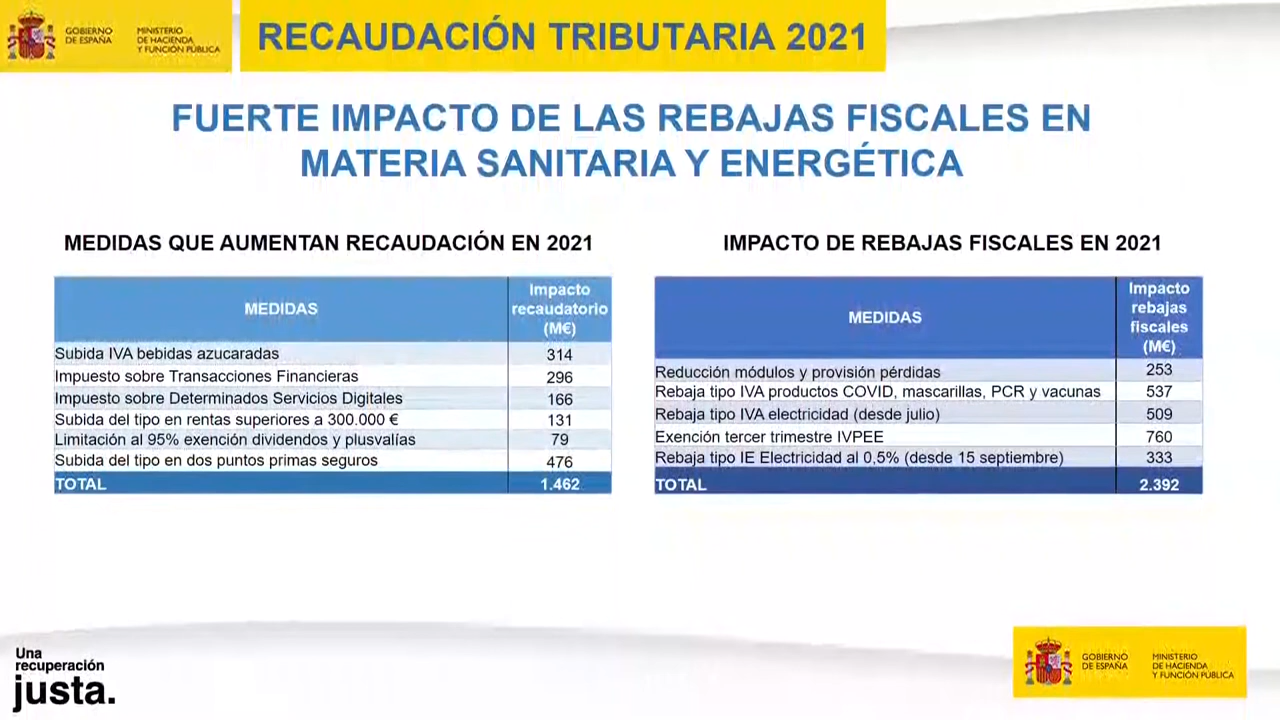 GOBIERNO
DE ESPAÑA
MINISTERIO
DE HACIENDA
Y FUNCIÓN PÚBLICA
RECAUDACIÓN TRIBUTARIA 2021
FUERTE IMPACTO DE LAS REBAJAS FISCALES EN
MATERIA SANITARIA Y ENERGÉTICA
MEDIDAS QUE AUMENTAN RECAUDACIÓN EN 2021
MEDIDAS
Impacto
recaudatorio
(M€)
Subida IVA bebidas azucaradas 314
Impuesto sobre Transacciones Financieras 296
Impuesto sobre Determinados Servicios Digitales 166
Subida del tipo en rentas superiores a 300.000 € 131
Limitación al 95% exención dividendos y plusvalías 79
Subida del tipo en dos puntos primas seguros 476
TOTAL 1.462
IMPACTO DE REBAJAS FISCALES EN 2021
MEDIDAS
Impacto
rebajas
fiscales
(M€)
Reducción módulos y provisión pérdidas 253
Rebaja tipo IVA productos COVID, mascarillas, PCR y vacunas 537
Rebaja tipo IVA electricidad (desde julio) 509
Exención tercer trimestre IVPEE 760
Rebaja tipo IE Electricidad al 0,5% (desde 15 septiembre) 333
TOTAL 2.392
Una
recuperación
justa.
GOBIERNO
DE ESPAÑA
MINISTERIO
DE HACIENDA
Y FUNCIÓN PÚBLICA